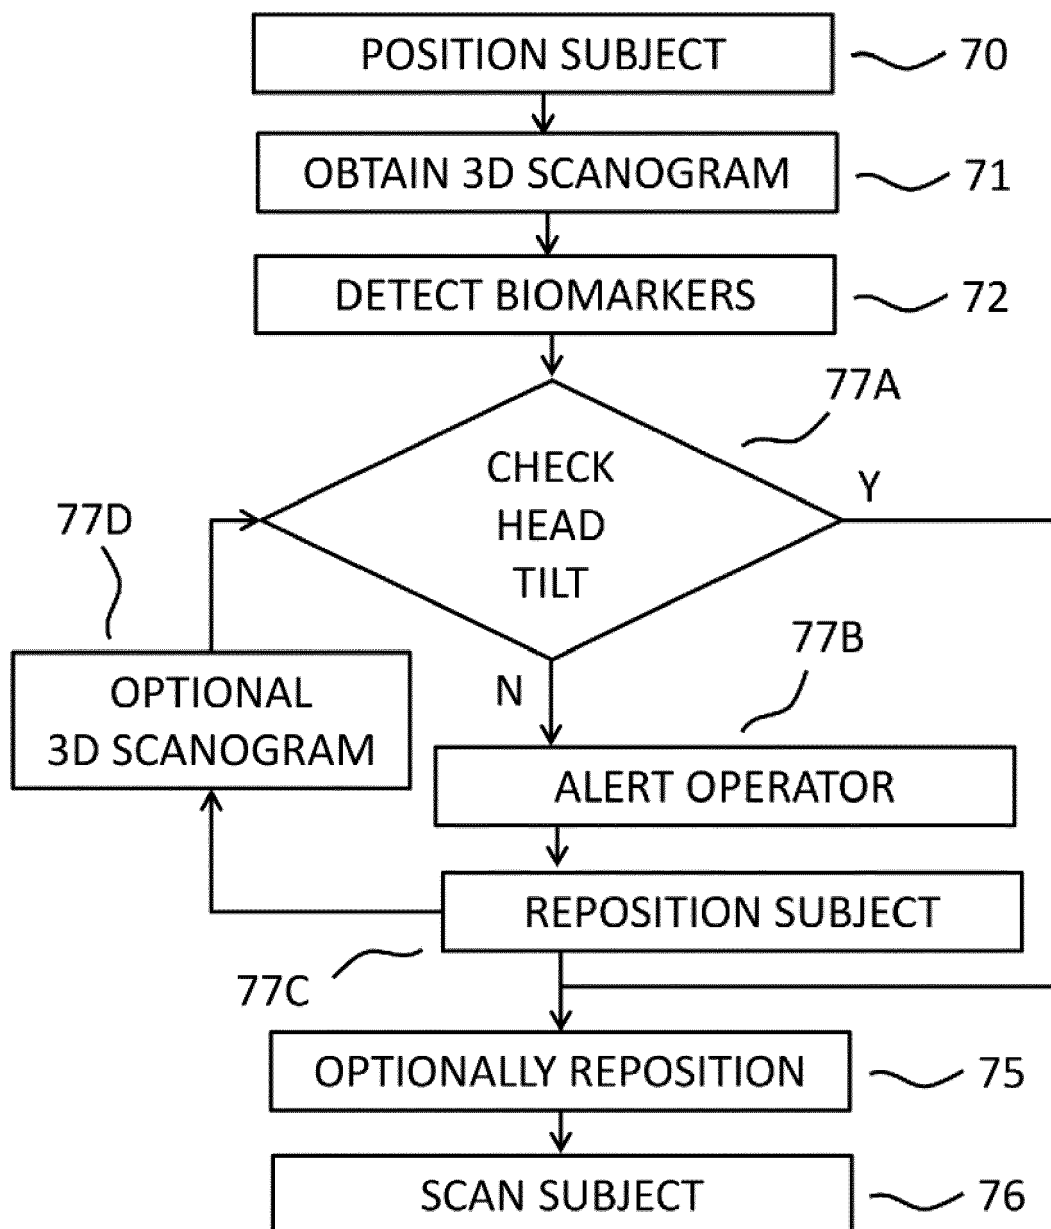 POSITION SUBJECT
70
OBTAIN 3D SCANOGRAM
71
DETECT BIOMARKERS
72
77A
CHECK
HEAD
TILT
Y
77D
N
77B
OPTIONAL
3D SCANOGRAM
ALERT OPERATOR
REPOSITION SUBJECT
77C
OPTIONALLY REPOSITION
75
SCAN SUBJECT
76